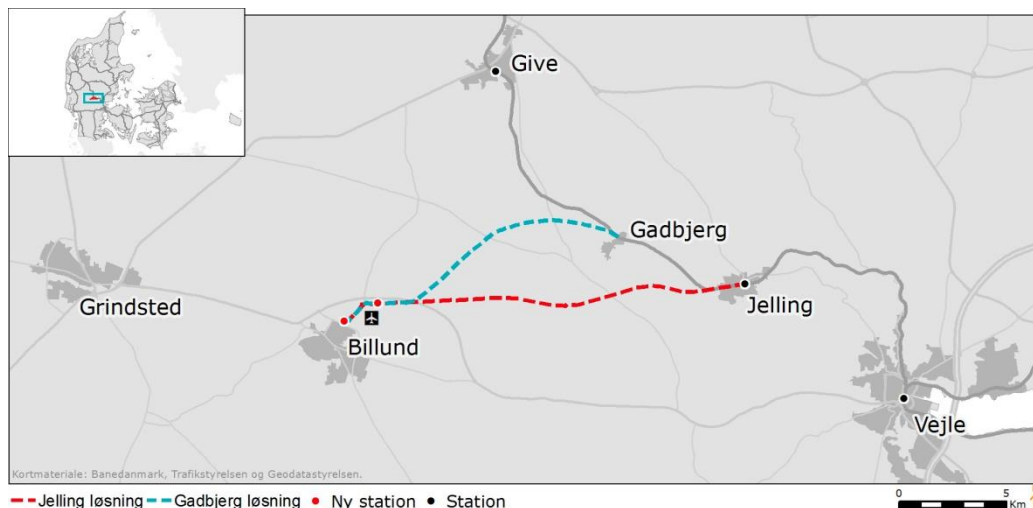 Give
Gadbjerg
Grindsted
Jelling
Billund
Vejle
Kortmateriale: Banedanmark, Trafikstyrelsen og Geodatastyrelsen.
Jelling løsning Gadbjerg løsning Ny station Station
0 5
Km